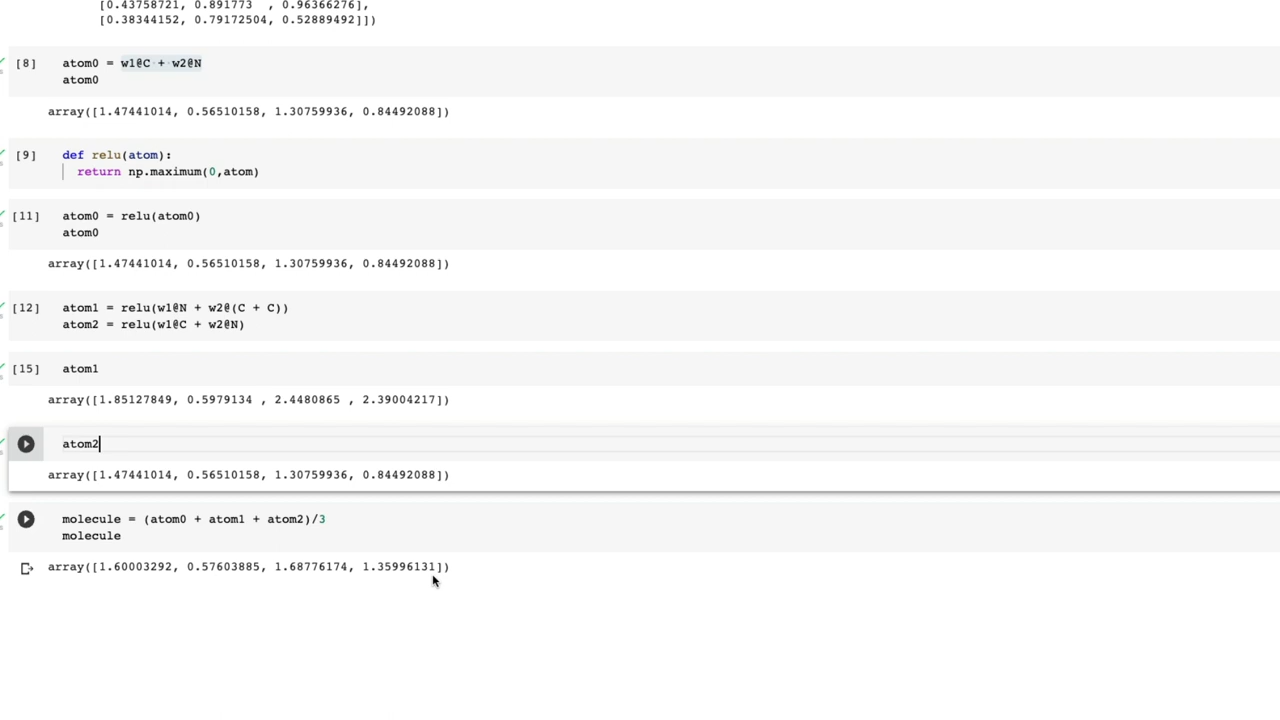 [0.43758721, 0.891773  , 0.96366276],
[0.38344152, 0.79172504, 0.52889492]])
[8] atom0 = w1@C + w2@N
atom0
array([1.47441014, 0.56510158, 1.30759936, 0.84492088])
[9] def relu(atom):
return np.maximum(0,atom)
[11] atom0 = relu(atom0)
atom0
array([1.47441014, 0.56510158, 1.30759936, 0.84492088])
[12] atom1 = relu(w1@N + w2@(C + C))
atom2 = relu(w1@C + w2@N)
[15] atom1
array([1.85127849, 0.5979134 , 2.4480865 , 2.39004217])
atom2
array([1.47441014, 0.56510158, 1.30759936, 0.84492088])
molecule = (atom0 + atom1 + atom2)/3
molecule
array([1.60003292, 0.57603885, 1.68776174, 1.35996131])